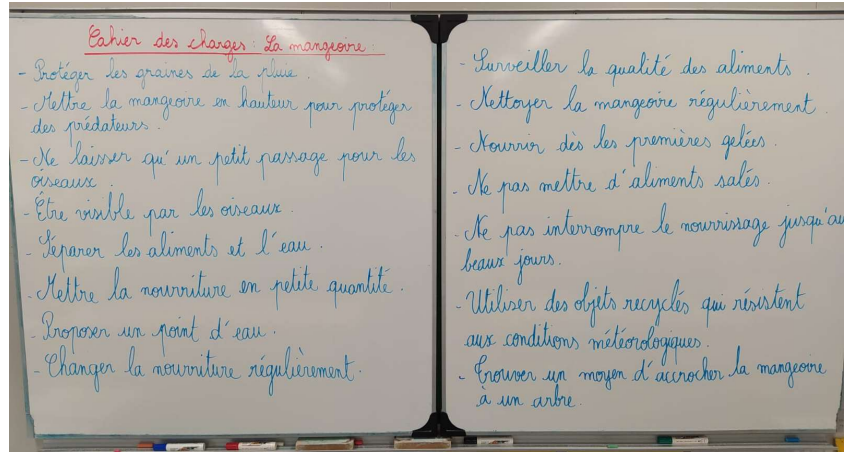 Cahier des charges : La mangeoire :
- Protéger les graines de la pluie.
- Mettre la mangeoire en hauteur pour protéger
des prédateurs.
- Ne laisser qu'un petit passage pour les
oiseaux.
- Être visible par les oiseaux.
- Séparer les aliments et l'eau.
- Mettre la nourriture en petite quantité.
- Proposer un point d'eau.
- Changer la nourriture régulièrement.
- Surveiller la qualité des aliments.
- Nettoyer la mangeoire régulièrement.
- Nourrir dès les premières gelées.
- Ne pas mettre d'aliments salés.
- Ne pas interrompre le nourrissage jusqu'au
beaux jours.
- Utiliser des objets recyclés qui résistent
aux conditions météorologiques.
- Trouver un moyen d'accrocher la mangeoire
à un arbre.